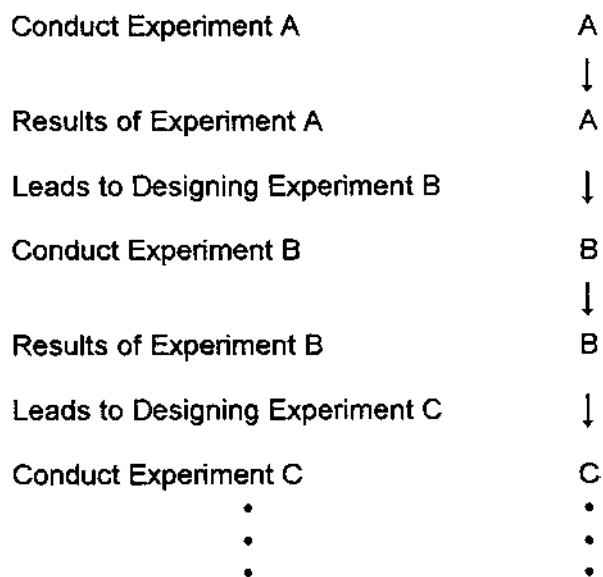 Conduct Experiment A A
↓
Results of Experiment A A
Leads to Designing Experiment B ↓
Conduct Experiment B B
↓
Results of Experiment B B
Leads to Designing Experiment C ↓
Conduct Experiment C C
• •
• •
• •